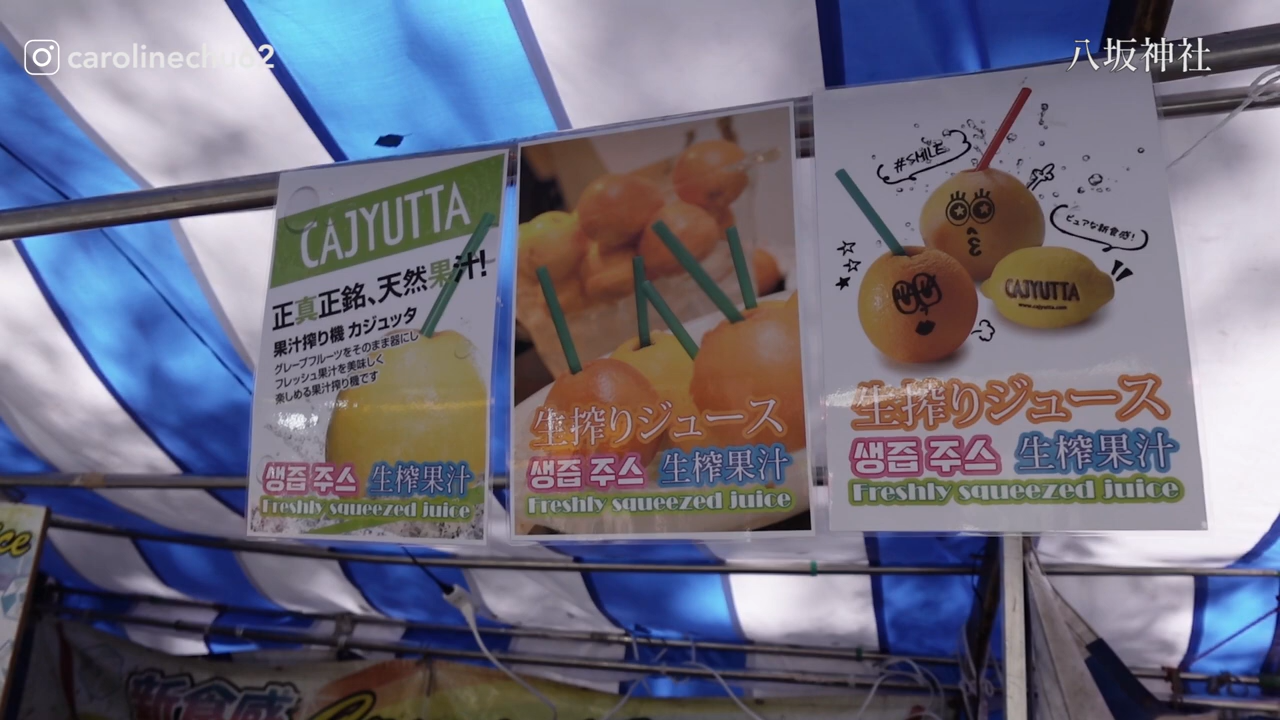 carolinechuo2
八坂神社
CAJYUTTA
正真正銘、天然果汁!
果汁搾り機 カジュッタ
グレープフルーツをそのまま器にし
フレッシュ果汁を美味しく
楽しめる果汁搾り機です
생즙 주스 生榨果汁
Freshly squeezed juice
生搾りジュース
생즙 주스 生榨果汁
Freshly squeezed juice
#SMILE
ピュアな新食感!
CAJYUTTA
www.cajyutta.com
生搾りジュース
생즙 주스 生榨果汁
Freshly squeezed juice
新食感